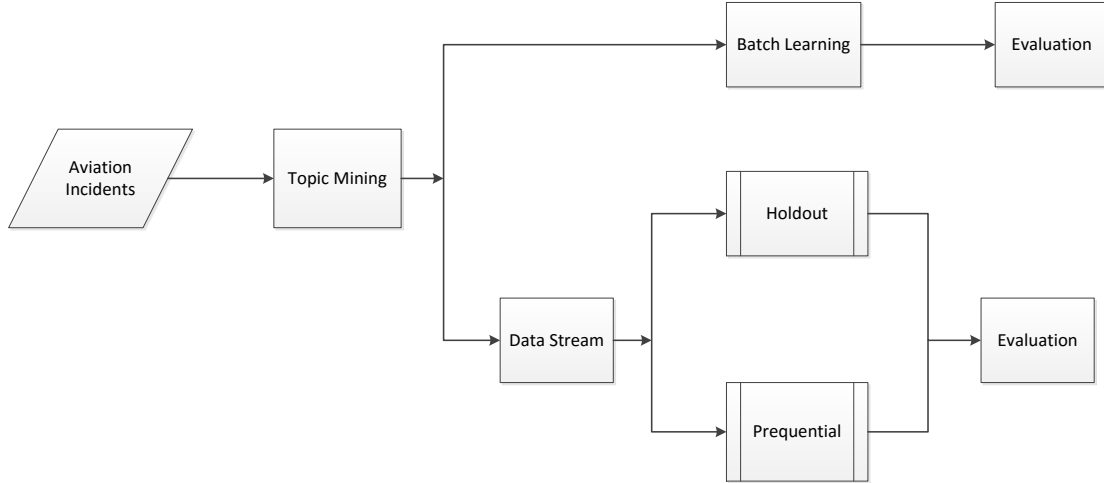 Batch Learning
Evaluation
Aviation
Incidents
Topic Mining
Holdout
Data Stream
Evaluation
Prequential